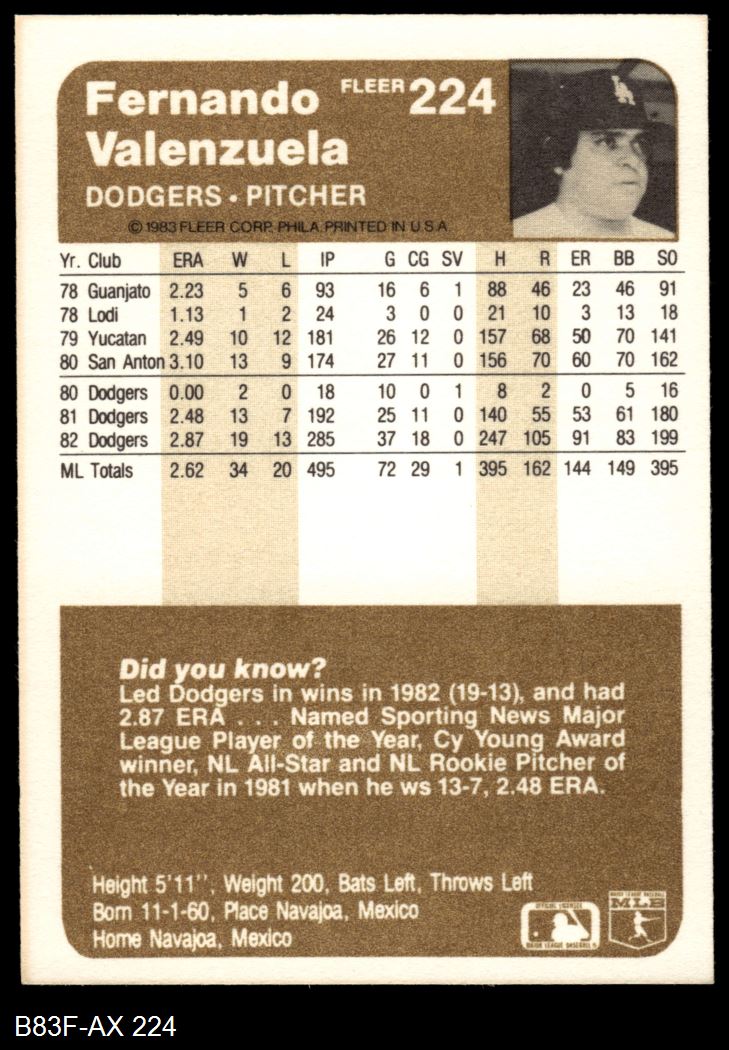 Fernando FLEER 224
Valenzuela
DODGERS • PITCHER
© 1983 FLEER CORP. PHILA. PRINTED IN U.S.A.
LA
Yr. Club ERA W L IP G CG SV H R ER BB SO
78 Guanjato 2.23 5 6 93 16 6 1 88 46 23 46 91
78 Lodi 1.13 1 2 24 3 0 0 21 10 3 13 18
79 Yucatan 2.49 10 12 181 26 12 0 157 68 50 70 141
80 San Anton 3.10 13 9 174 27 11 0 156 70 60 70 162
80 Dodgers 0.00 2 0 18 10 0 1 8 2 0 5 16
81 Dodgers 2.48 13 7 192 25 11 0 140 55 53 61 180
82 Dodgers 2.87 19 13 285 37 18 0 247 105 91 83 199
ML Totals 2.62 34 20 495 72 29 1 395 162 144 149 395
Did you know?
Led Dodgers in wins in 1982 (19-13), and had
2.87 ERA . . . Named Sporting News Major
League Player of the Year, Cy Young Award
winner, NL All-Star and NL Rookie Pitcher of
the Year in 1981 when he ws 13-7, 2.48 ERA.
Height 5'11'', Weight 200, Bats Left, Throws Left
Born 11-1-60, Place Navajoa, Mexico
Home Navajoa, Mexico
OFFICIAL LICENSEE
MAJOR LEAGUE BASEBALL
MAJOR LEAGUE BASEBALL
MLB
B83F-AX 224